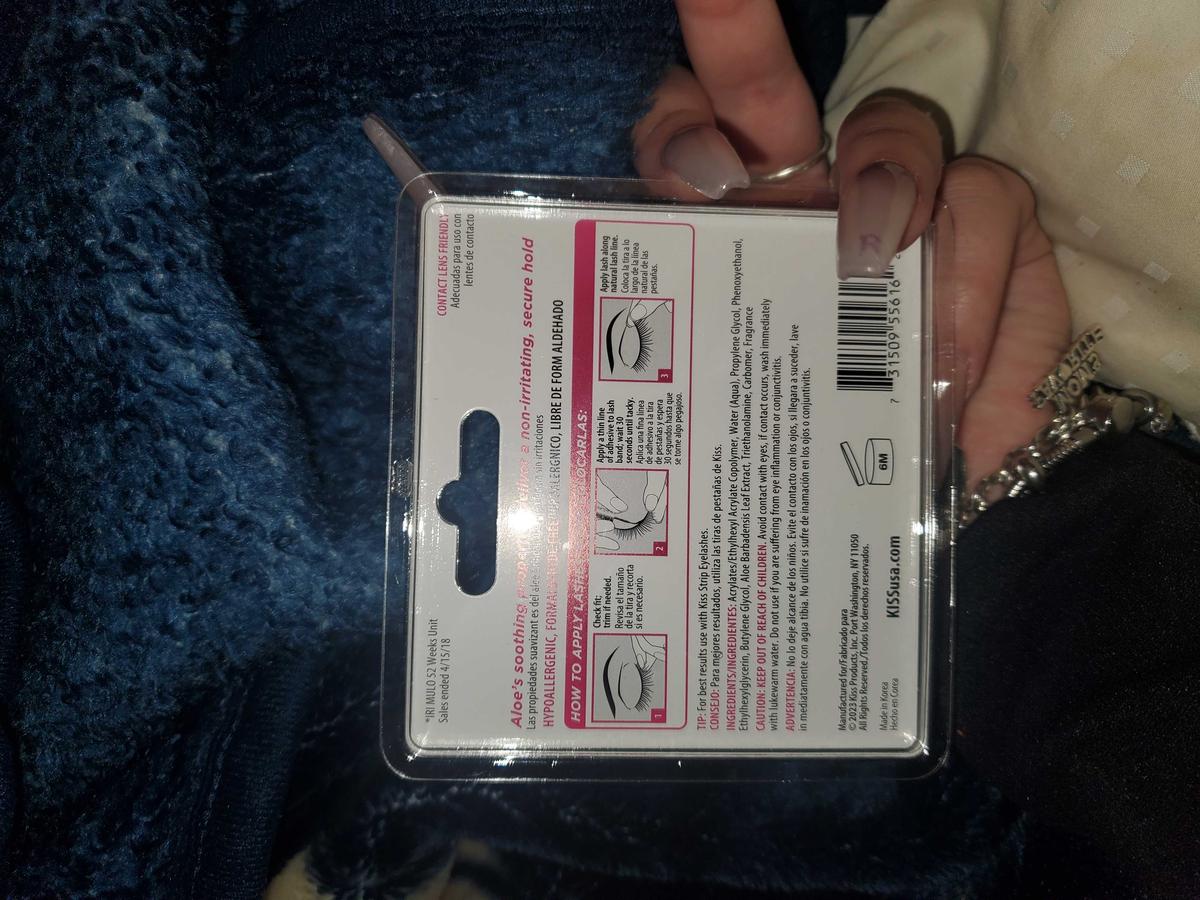 *IRI MULO 52 Weeks Unit
Sales ended 4/15/18
CONTACT LENS FRIENDLY
Adecuadas para uso con
lentes de contacto
Aloe's soothing a non-irritating, secure hold
Las propiedades suavizant es del sin irritaciones
HYPOALLERGENIC, LIBRE DE FORM ALDEHADO
HOW TO APPLY
1
Check fit;
trim if needed.
Revisa el tamaño
de la tira y recorta
si es necesario.
2
Apply a thin line
of adhesive to lash
band; wait 30
seconds until tacky.
Aplica una fina línea
de adhesivo a la tira
de pestañas y espera
30 segundos hasta que
se torne algo pegajoso.
3
Apply lash along
natural lash line.
Coloca la tira a lo
largo de la línea
natural de las
pestañas.
TIP: For best results use with Kiss Strip Eyelashes.
CONSEJO: Para mejores resultados, utiliza las tiras de pestañas de Kiss.
INGREDIENTS/INGREDIENTES: Acrylates/Ethylhexyl Acrylate Copolymer, Water (Aqua), Propylene Glycol, Phenoxyethanol,
Ethylhexylglycerin, Butylene Glycol, Aloe Barbadensis Leaf Extract, Triethanolamine, Carbomer, Fragrance
CAUTION: KEEP OUT OF REACH OF CHILDREN. Avoid contact with eyes, if contact occurs, wash immediately
with lukewarm water. Do not use if you are suffering from eye inflammation or conjunctivitis.
ADVERTENCIA: No lo deje alcance de los niños. Evite el contacto con los ojos, si llegara a suceder, lave
in mediatamente con agua tibia. No utilice si sufre de inamación en los ojos o conjuntivitis.
Manufactured for/Fabricado para
© 2023 Kiss Products, Inc. Port Washington, NY 11050
All Rights Reserved./Todos los derechos reservados.
Made in Korea
Hecho en Corea
KISSusa.com
6M
7 31509 55616